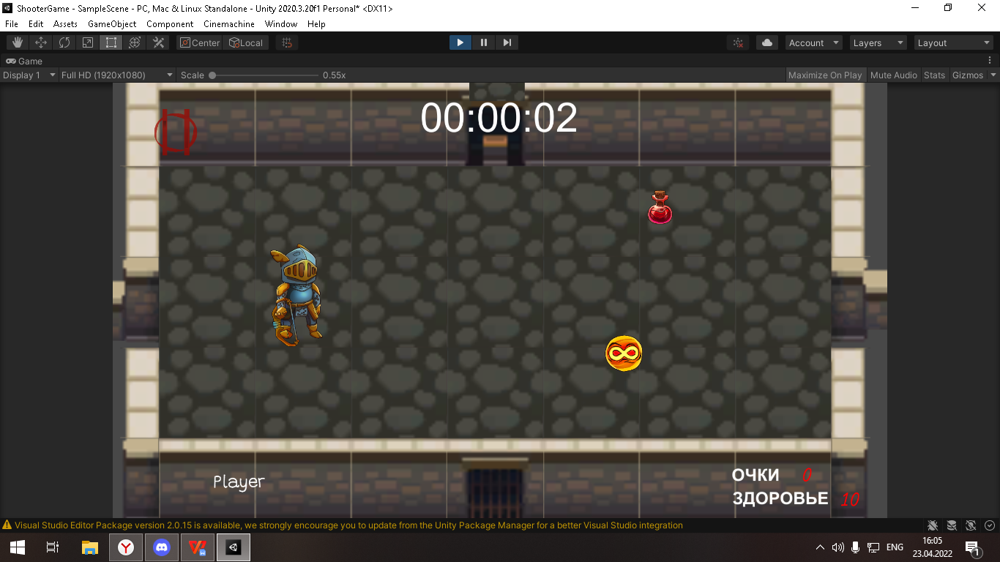 ShooterGame - SampleScene - PC, Mac & Linux Standalone - Unity 2020.3.20f1 Personal* <DX11>
File Edit Assets GameObject Component Cinemachine Window Help
Center Local Account Layers Layout
Game
Display 1 Full HD (1920x1080) Scale 0.55x Maximize On Play Mute Audio Stats Gizmos
00:00:02
Player
ОЧКИ 0
ЗДОРОВЬЕ 10
Visual Studio Editor Package version 2.0.15 is available, we strongly encourage you to update from the Unity Package Manager for a better Visual Studio integration
ENG
16:05
23.04.2022
1